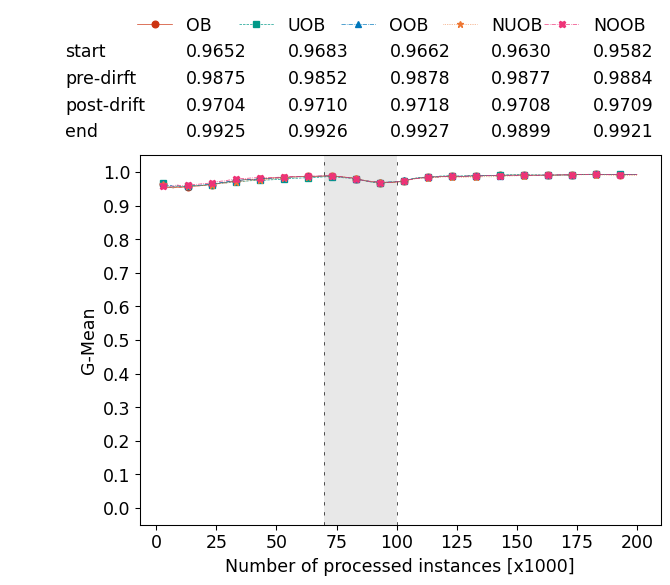 OB UOB OOB NUOB NOOB
start 0.9652 0.9683 0.9662 0.9630 0.9582
pre-dirft 0.9875 0.9852 0.9878 0.9877 0.9884
post-drift 0.9704 0.9710 0.9718 0.9708 0.9709
end 0.9925 0.9926 0.9927 0.9899 0.9921
1.0
0.9
0.8
0.7
0.6
0.5
0.4
0.3
0.2
0.1
0.0
G-Mean
0 25 50 75 100 125 150 175 200
Number of processed instances [x1000]